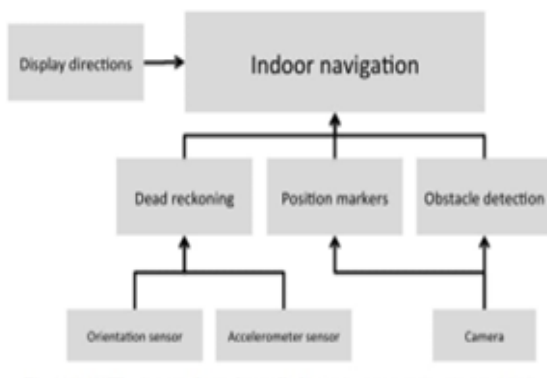 Display directions
Indoor navigation
Dead reckoning
Position markers
Obstacle detection
Orientation sensor
Accelerometer sensor
Camera